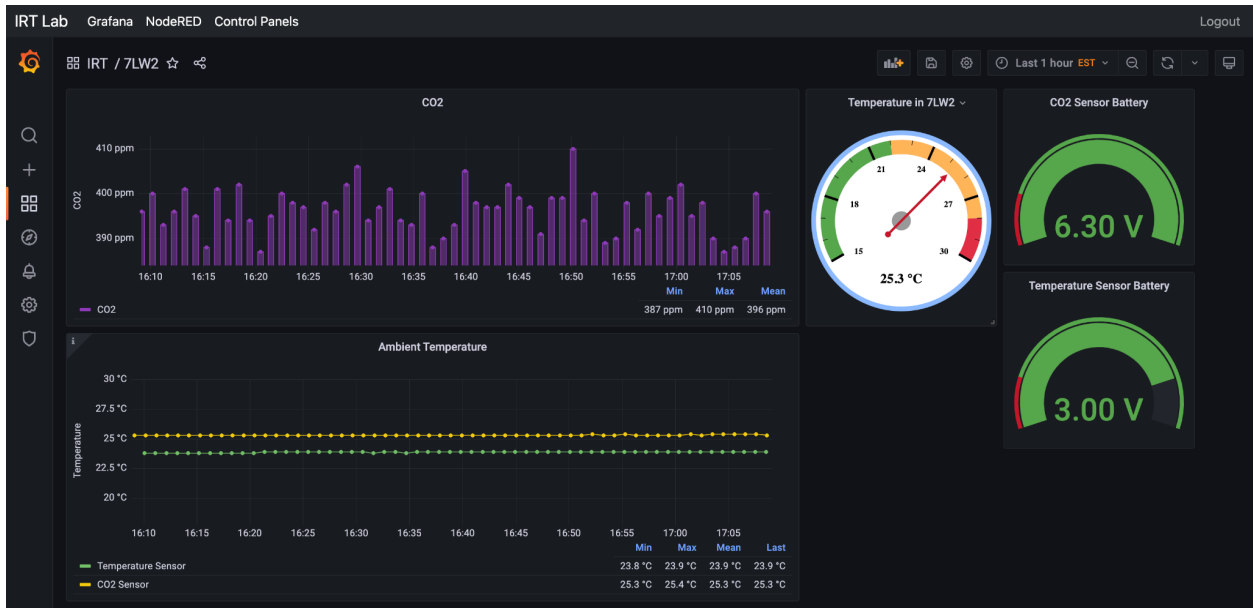 IRT Lab Grafana NodeRED Control Panels Logout
IRT / 7LW2 Last 1 hour EST
CO2
410 ppm
400 ppm
390 ppm
CO2
16:10 16:15 16:20 16:25 16:30 16:35 16:40 16:45 16:50 16:55 17:00 17:05
Min Max Mean
CO2 387 ppm 410 ppm 396 ppm
Temperature in 7LW2
15 18 21 24 27 30
25.3 °C
CO2 Sensor Battery
6.30 V
Temperature Sensor Battery
3.00 V
i
Ambient Temperature
30 °C
27.5 °C
25 °C
22.5 °C
20 °C
Temperature
16:10 16:15 16:20 16:25 16:30 16:35 16:40 16:45 16:50 16:55 17:00 17:05
Min Max Mean Last
Temperature Sensor 23.8 °C 23.9 °C 23.9 °C 23.9 °C
CO2 Sensor 25.3 °C 25.4 °C 25.3 °C 25.3 °C